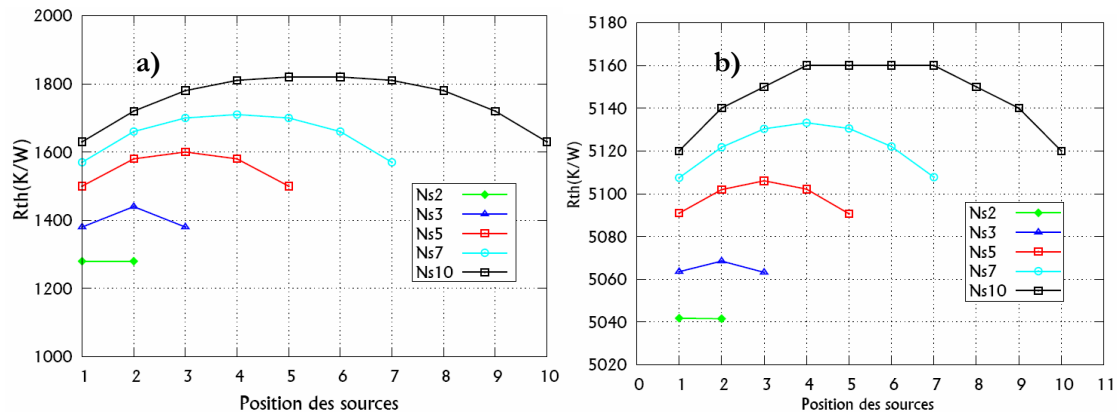 a)
Rth(K/W)
2000
1800
1600
1400
1200
1000
1 2 3 4 5 6 7 8 9 10
Position des sources
Ns2
Ns3
Ns5
Ns7
Ns10
b)
Rth(K/W)
5180
5160
5140
5120
5100
5080
5060
5040
5020
0 1 2 3 4 5 6 7 8 9 10 11
Position des sources
Ns2
Ns3
Ns5
Ns7
Ns10